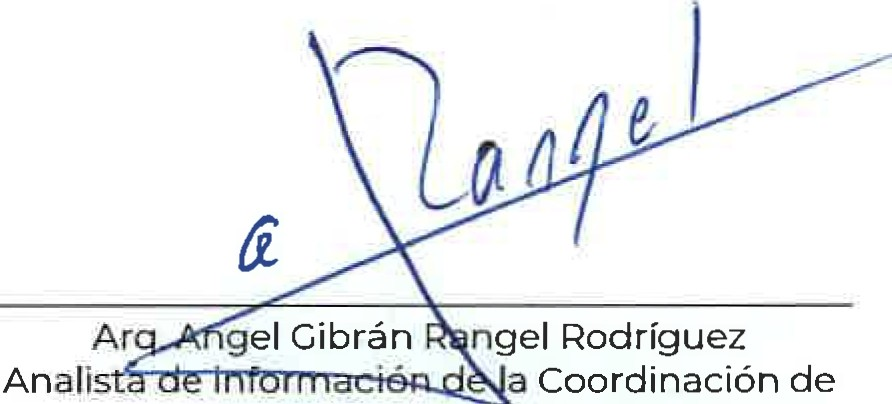 Rangel
a
Arq. Angel Gibrán Rangel Rodríguez
Analista de Información de la Coordinación de